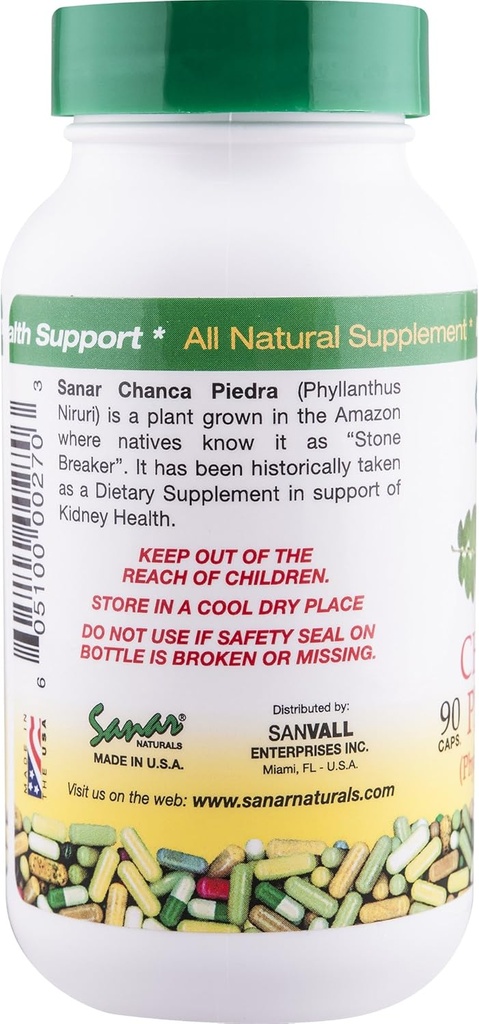 alth Support * All Natural Supplement *
Sanar Chanca Piedra (Phyllanthus
Niruri) is a plant grown in the Amazon
where natives know it as “Stone
Breaker”. It has been historically taken
as a Dietary Supplement in support of
Kidney Health.
KEEP OUT OF THE
REACH OF CHILDREN.
STORE IN A COOL DRY PLACE
DO NOT USE IF SAFETY SEAL ON
BOTTLE IS BROKEN OR MISSING.
6 05100 00270 3
Sanar®
NATURALS
MADE IN U.S.A.
Distributed by:
SANVALL
ENTERPRISES INC.
Miami, FL - U.S.A.
MADE IN
THE USA
Visit us on the web: www.sanarnaturals.com
90
CAPS.